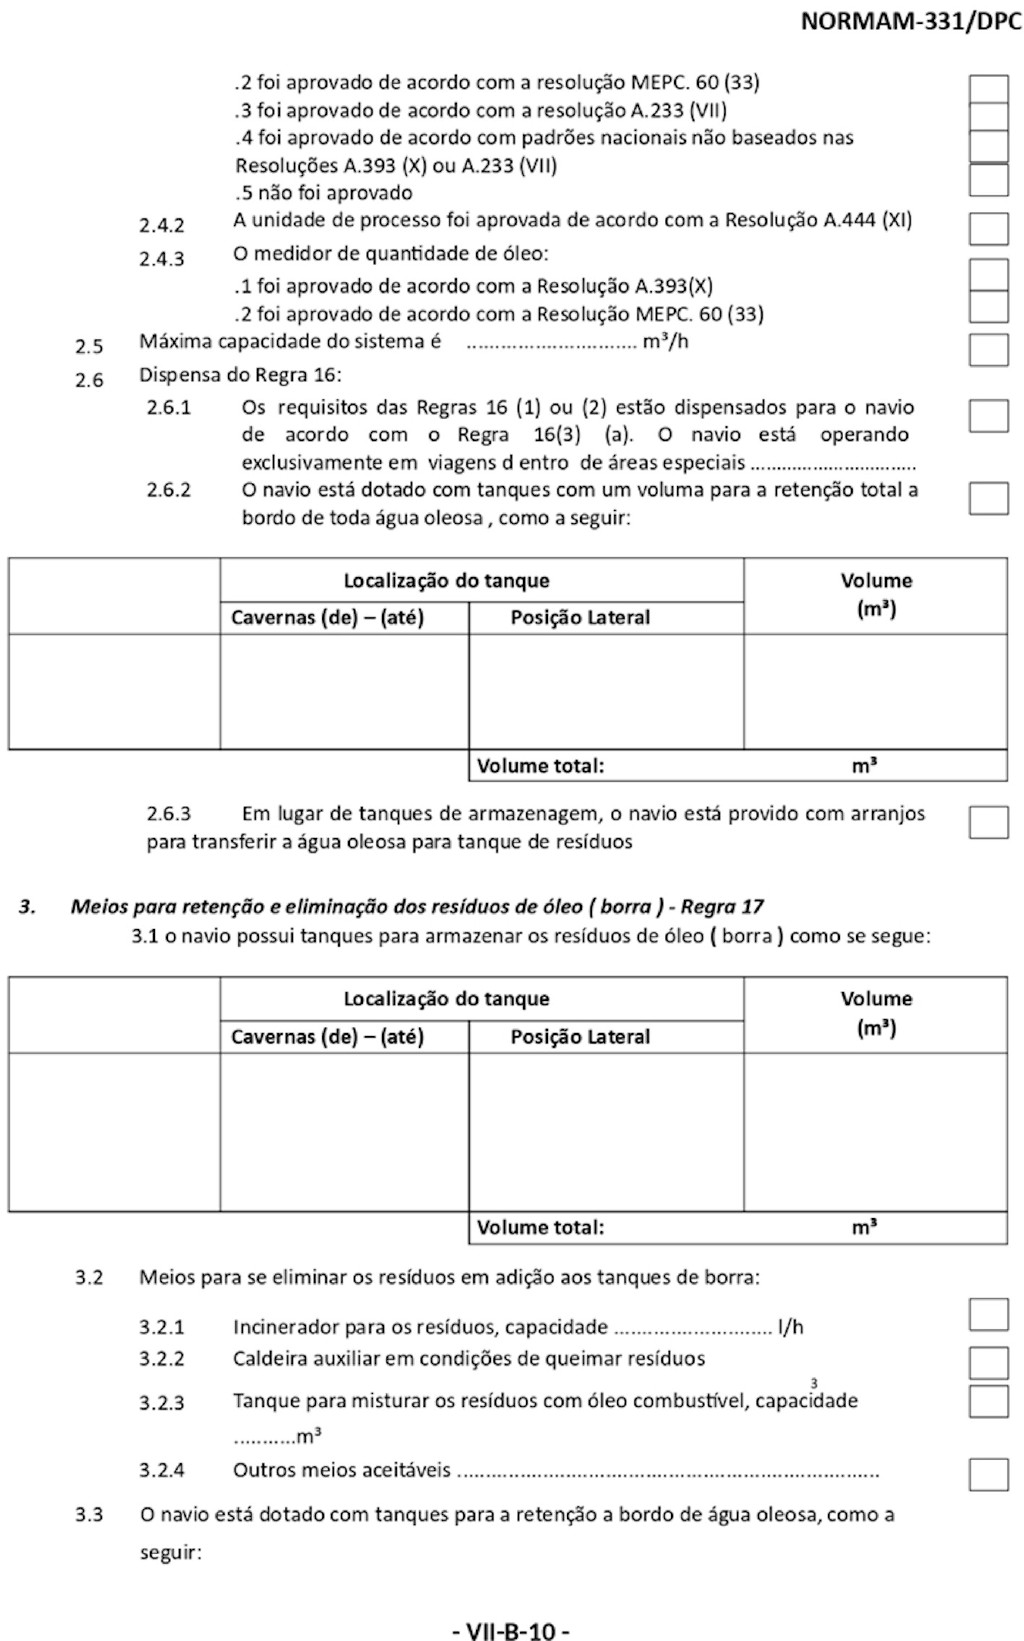 NORMAM-331/DPC
.2 foi aprovado de acordo com a resolução MEPC. 60 (33)
.3 foi aprovado de acordo com a resolução A.233 (VII)
.4 foi aprovado de acordo com padrões nacionais não baseados nas
Resoluções A.393 (X) ou A.233 (VII)
.5 não foi aprovado
2.4.2 A unidade de processo foi aprovada de acordo com a Resolução A.444 (XI)
2.4.3 O medidor de quantidade de óleo:
.1 foi aprovado de acordo com a Resolução A.393(X)
.2 foi aprovado de acordo com a Resolução MEPC. 60 (33)
2.5 Máxima capacidade do sistema é .............................. m³/h
2.6 Dispensa do Regra 16:
2.6.1 Os requisitos das Regras 16 (1) ou (2) estão dispensados para o navio
de acordo com o Regra 16(3) (a). O navio está operando
exclusivamente em viagens d entro de áreas especiais ................................
2.6.2 O navio está dotado com tanques com um voluma para a retenção total a
bordo de toda água oleosa , como a seguir:
Localização do tanque Volume
(m³)
Cavernas (de) – (até) Posição Lateral
Volume total: m³
2.6.3 Em lugar de tanques de armazenagem, o navio está provido com arranjos
para transferir a água oleosa para tanque de resíduos
3. Meios para retenção e eliminação dos resíduos de óleo ( borra ) - Regra 17
3.1 o navio possui tanques para armazenar os resíduos de óleo ( borra ) como se segue:
Localização do tanque Volume
(m³)
Cavernas (de) – (até) Posição Lateral
Volume total: m³
3.2 Meios para se eliminar os resíduos em adição aos tanques de borra:
3.2.1 Incinerador para os resíduos, capacidade ............................ l/h
3.2.2 Caldeira auxiliar em condições de queimar resíduos
3
3.2.3 Tanque para misturar os resíduos com óleo combustível, capacidade
...........m³
3.2.4 Outros meios aceitáveis ..........................................................................
3.3 O navio está dotado com tanques para a retenção a bordo de água oleosa, como a
seguir:
- VII-B-10 -